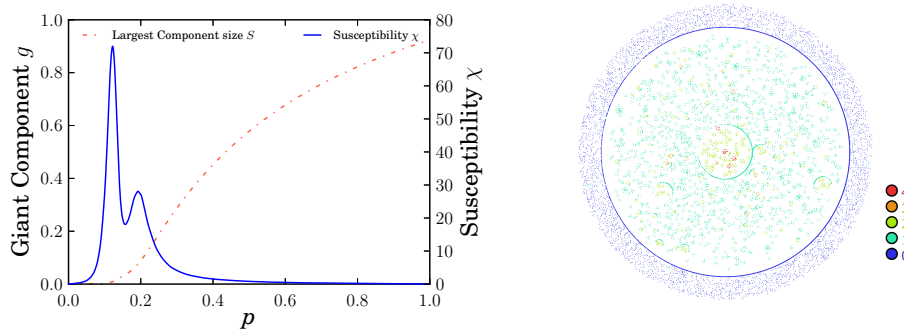 Largest Component size S
Susceptibility χ
Giant Component g
Susceptibility χ
1.0
0.8
0.6
0.4
0.2
0.0
80
70
60
50
40
30
20
10
0
0.0 0.2 0.4 0.6 0.8 1.0
p